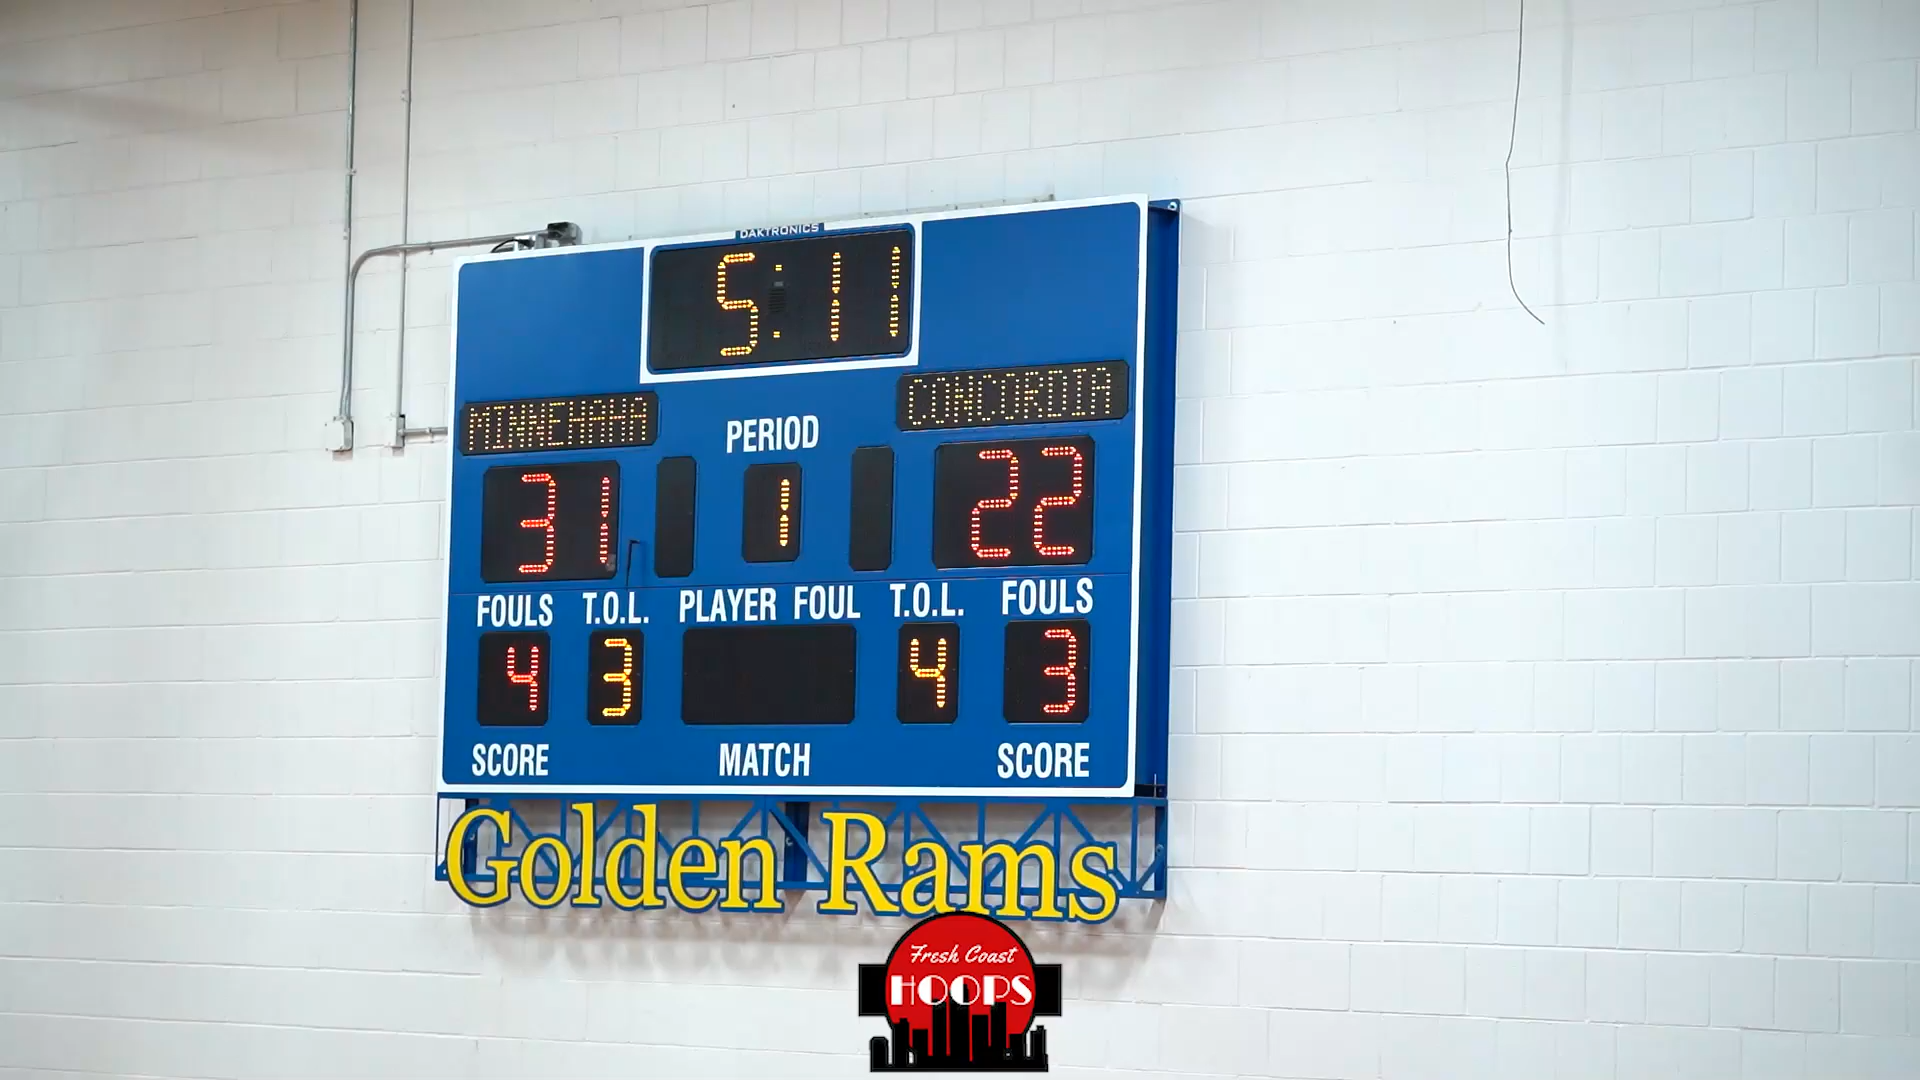 DAKTRONICS
5:11
MINNEHAHA
CONCORDIA
PERIOD
31
1
22
FOULS T.O.L. PLAYER FOUL T.O.L. FOULS
4 3 4 3
SCORE MATCH SCORE
Golden Rams
Fresh Coast
HOOPS